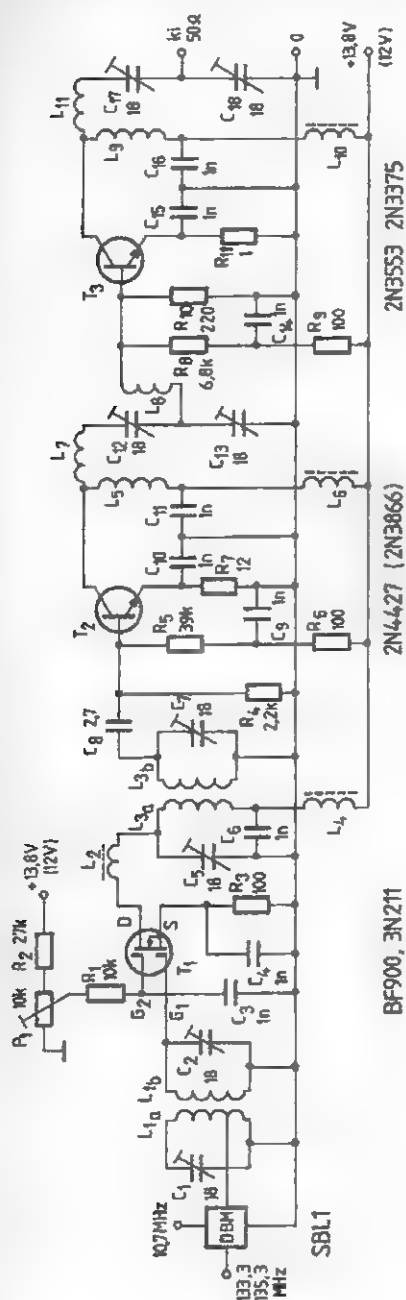 10,7MHz
133,3
135,3
MHz
DBM
SBL1
C1
18
L1a
L1b
C2
18
P1
10k
R2 27k
+13,8V
(12V)
R1
10k
G2
G1
D
S
T1
C3
1n
C4
1n
R3
100
L2
C5
18
C6
1n
L3a
L3b
L4
BF900, 3N211
C7
18
C8
2,7
R4
2,2k
T2
R5
39k
C9
1n
R6
100
R7
12
C10
1n
C11
1n
L5
L6
L7
2N4427 (2N3866)
C12
18
C13
18
L8
R8
6,8k
R10
220
C14
1n
R9
100
T3
R11
1
C15
1n
C16
1n
L9
L10
L11
2N3553 2N3375
C17
18
C18
18
ki
50Ω
0
+13,8V
(12V)